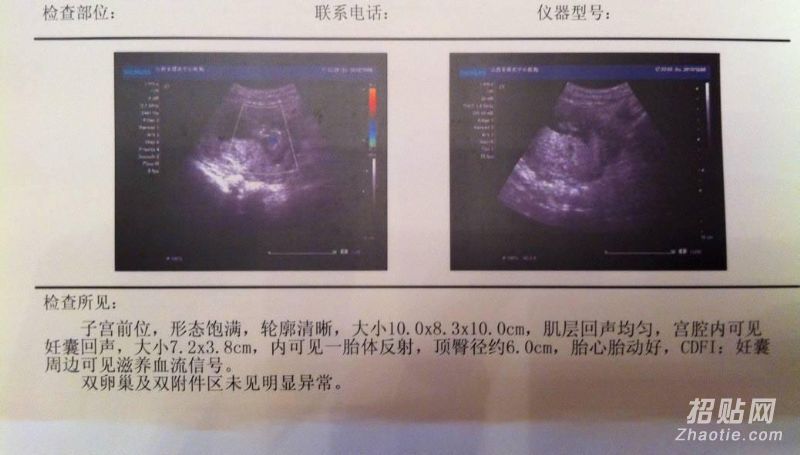 检查部位: 联系电话: 仪器型号:
检查所见:
子宫前位，形态饱满，轮廓清晰，大小10.0x8.3x10.0cm，肌层回声均匀，宫腔内可见
妊囊回声，大小7.2x3.8cm，内可见一胎体反射，顶臀径约6.0cm，胎心胎动好，CDFI：妊囊
周边可见滋养血流信号。
双卵巢及双附件区未见明显异常。
招贴网
Zhaotie.com